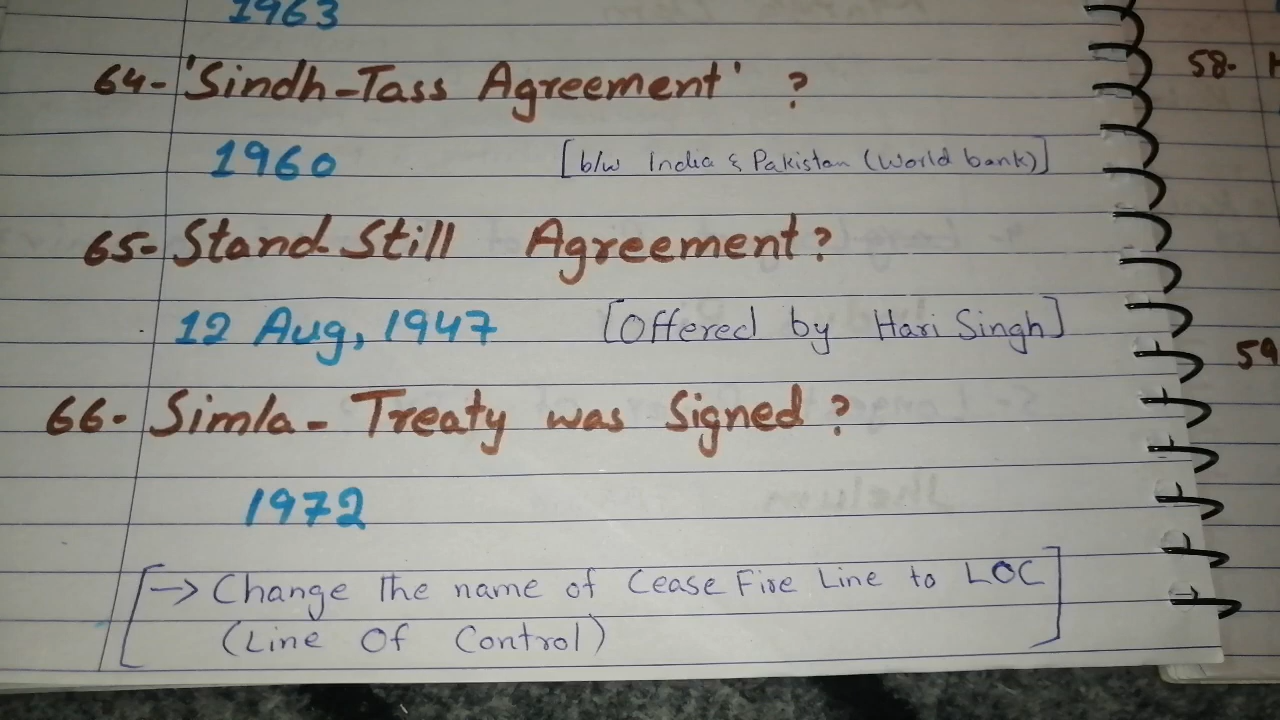 1963
64- 'Sindh-Tass Agreement' ?
1960 [b/w India & Pakistan (World bank)]
58- H
65- Stand Still Agreement?
12 Aug, 1947 [Offered by Hari Singh]
59
66- Simla- Treaty was Signed ?
1972
[→ Change the name of Cease Fire Line to LOC
(Line Of Control)]